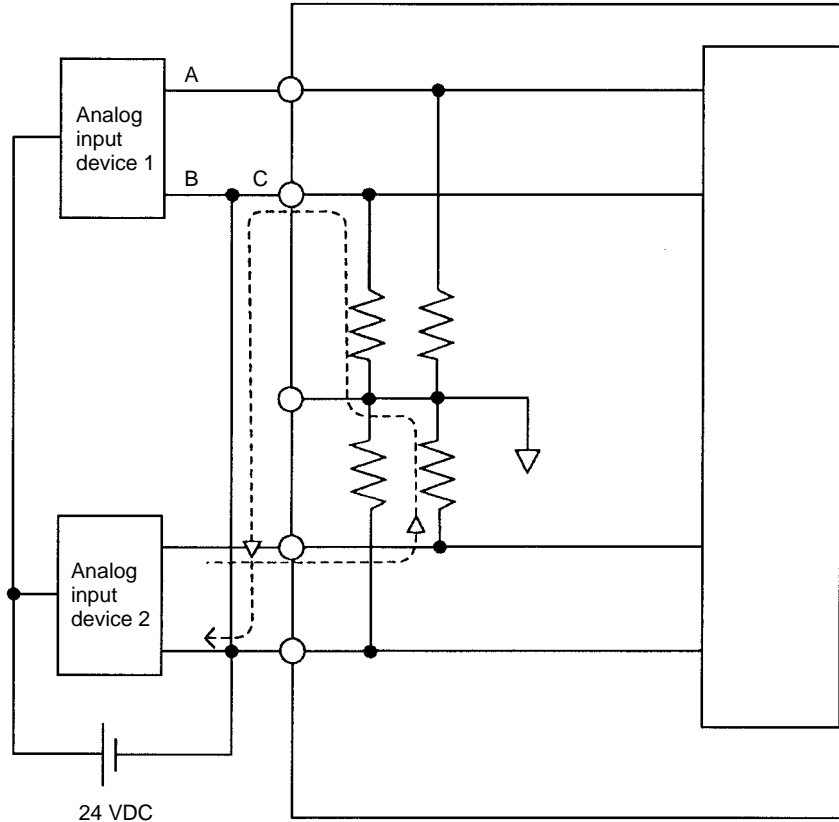 A
Analog
input
device 1
B
C
Analog
input
device 2
24 VDC